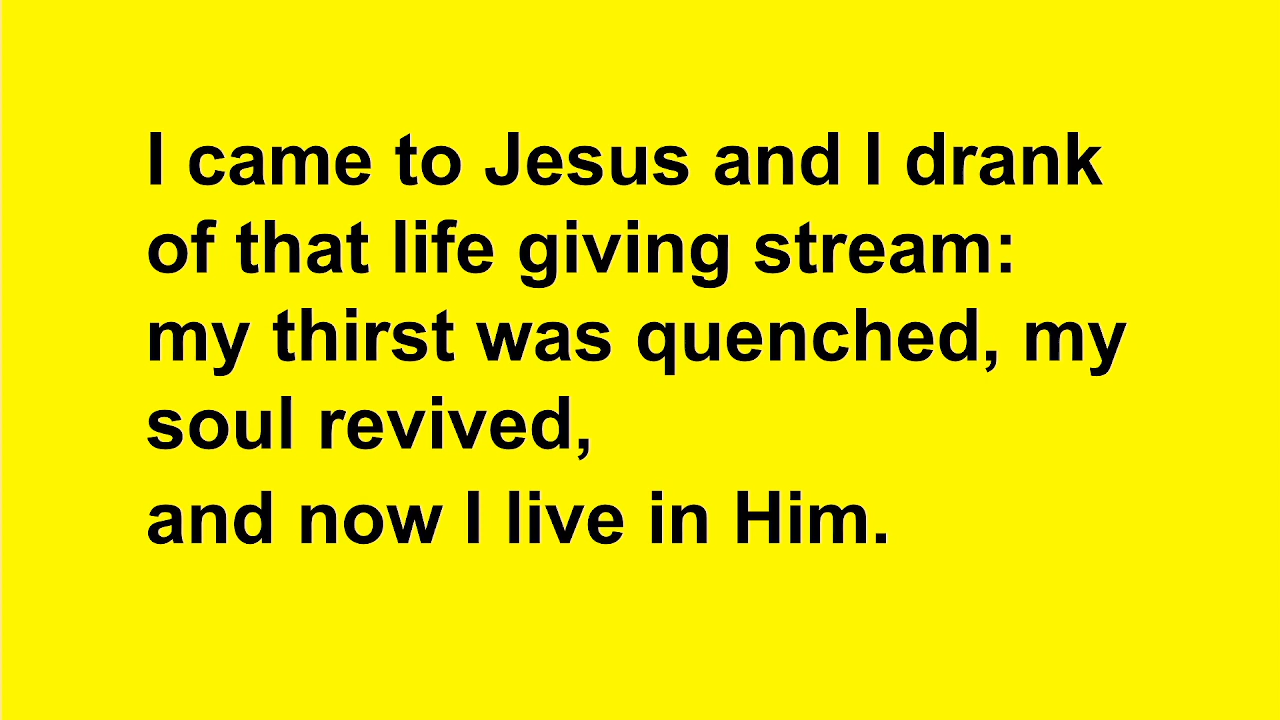 I came to Jesus and I drank
of that life giving stream:
my thirst was quenched, my
soul revived,
and now I live in Him.